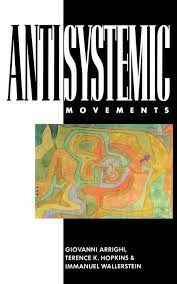 ANTISYSTEMIC
MOVEMENTS
GIOVANNI ARRIGHI,
TERENCE K. HOPKINS &
IMMANUEL WALLERSTEIN